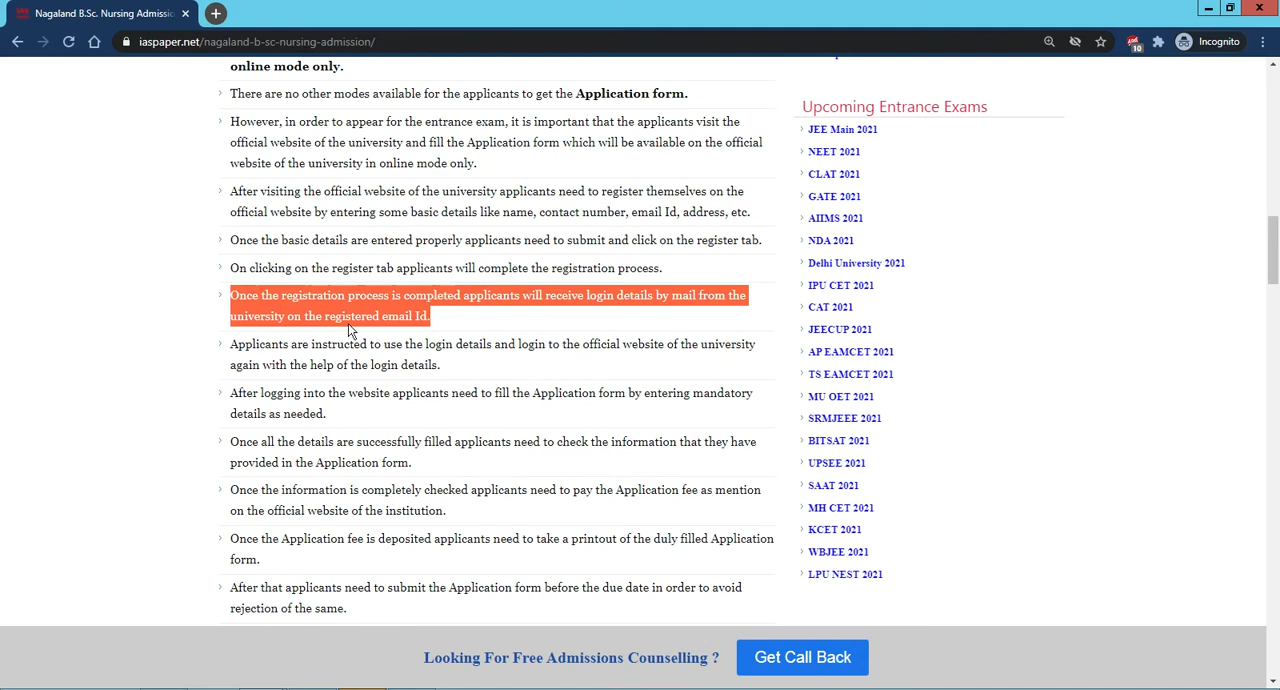 Nagaland B.Sc. Nursing Admissio
iaspaper.net/nagaland-b-sc-nursing-admission/
10
Incognito
online mode only.
There are no other modes available for the applicants to get the Application form.
However, in order to appear for the entrance exam, it is important that the applicants visit the
official website of the university and fill the Application form which will be available on the official
website of the university in online mode only.
After visiting the official website of the university applicants need to register themselves on the
official website by entering some basic details like name, contact number, email Id, address, etc.
Once the basic details are entered properly applicants need to submit and click on the register tab.
On clicking on the register tab applicants will complete the registration process.
Once the registration process is completed applicants will receive login details by mail from the
university on the registered email Id.
Applicants are instructed to use the login details and login to the official website of the university
again with the help of the login details.
After logging into the website applicants need to fill the Application form by entering mandatory
details as needed.
Once all the details are successfully filled applicants need to check the information that they have
provided in the Application form.
Once the information is completely checked applicants need to pay the Application fee as mention
on the official website of the institution.
Once the Application fee is deposited applicants need to take a printout of the duly filled Application
form.
After that applicants need to submit the Application form before the due date in order to avoid
rejection of the same.
Upcoming Entrance Exams
JEE Main 2021
NEET 2021
CLAT 2021
GATE 2021
AIIMS 2021
NDA 2021
Delhi University 2021
IPU CET 2021
CAT 2021
JEECUP 2021
AP EAMCET 2021
TS EAMCET 2021
MU OET 2021
SRMJEEE 2021
BITSAT 2021
UPSEE 2021
SAAT 2021
MH CET 2021
KCET 2021
WBJEE 2021
LPU NEST 2021
Looking For Free Admissions Counselling ?
Get Call Back